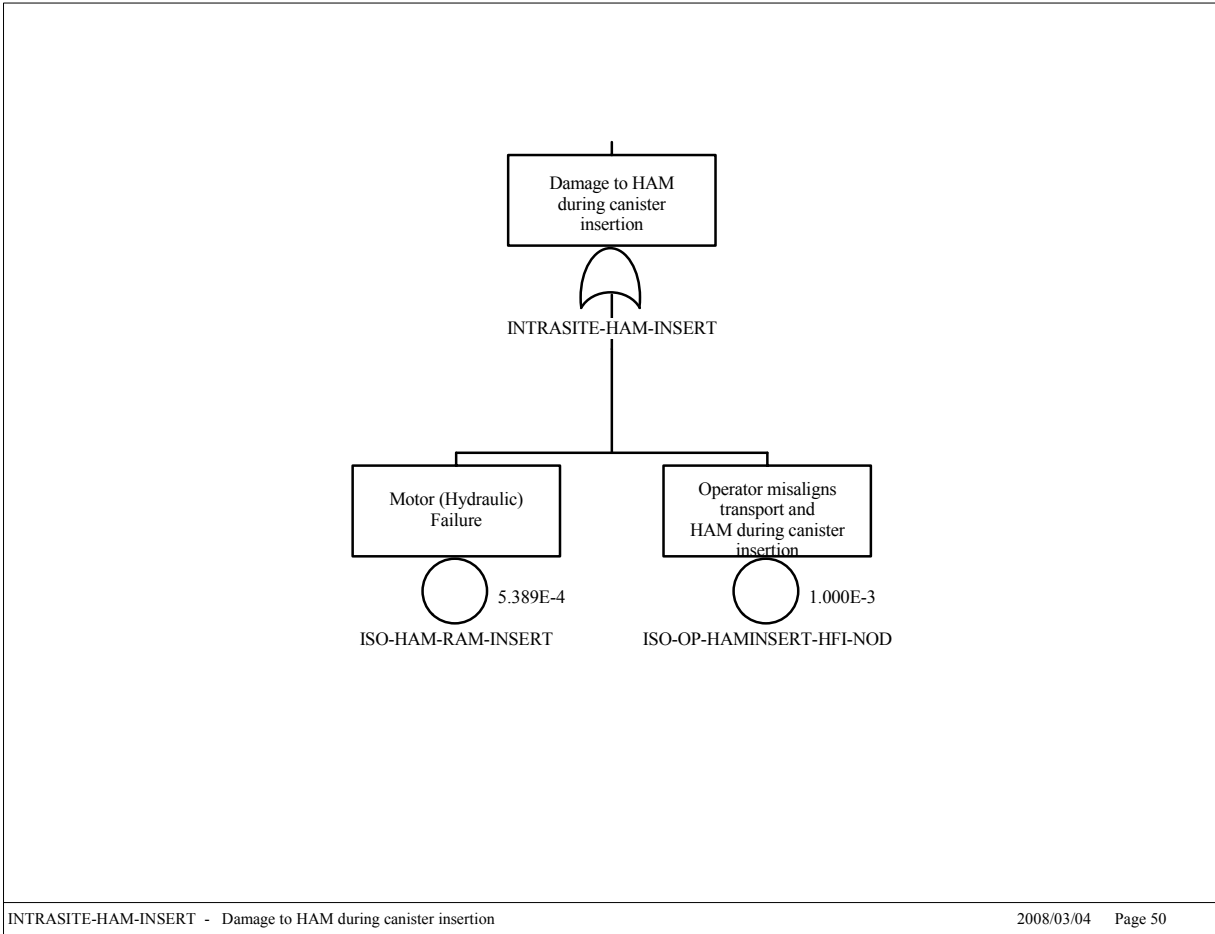 Damage to HAM
during canister
insertion
INTRASITE-HAM-INSERT
Motor (Hydraulic)
Failure
5.389E-4
ISO-HAM-RAM-INSERT
Operator misaligns
transport and
HAM during canister
insertion
1.000E-3
ISO-OP-HAMINSERT-HFI-NOD
INTRASITE-HAM-INSERT - Damage to HAM during canister insertion
2008/03/04 Page 50